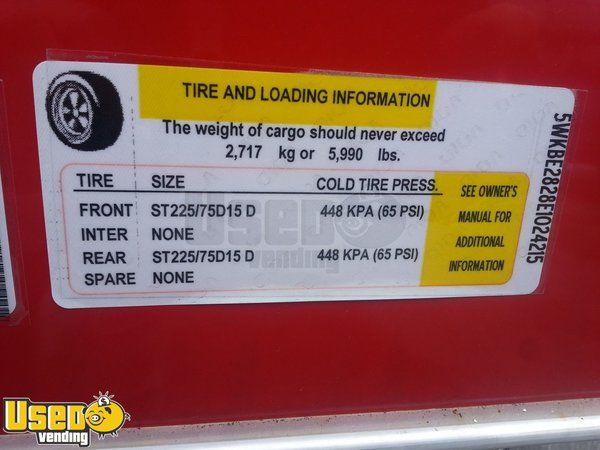 TIRE AND LOADING INFORMATION
The weight of cargo should never exceed
2,717 kg or 5,990 lbs.
TIRE SIZE COLD TIRE PRESS.
FRONT ST225/75D15 D 448 KPA (65 PSI)
INTER NONE
REAR ST225/75D15 D 448 KPA (65 PSI)
SPARE NONE
SEE OWNER'S
MANUAL FOR
ADDITIONAL
INFORMATION
5WKBE2828E1024215
Used
vending
Used
vending